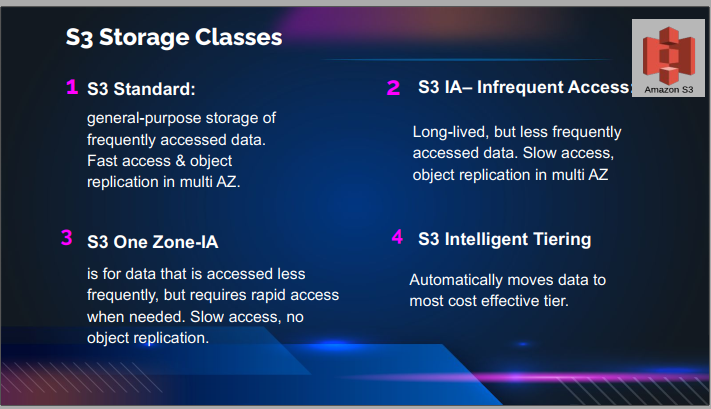 S3 Storage Classes
Amazon S3
1 S3 Standard:
general-purpose storage of
frequently accessed data.
Fast access & object
replication in multi AZ.
2 S3 IA– Infrequent Access:
Long-lived, but less frequently
accessed data. Slow access,
object replication in multi AZ
3 S3 One Zone-IA
is for data that is accessed less
frequently, but requires rapid access
when needed. Slow access, no
object replication.
4 S3 Intelligent Tiering
Automatically moves data to
most cost effective tier.